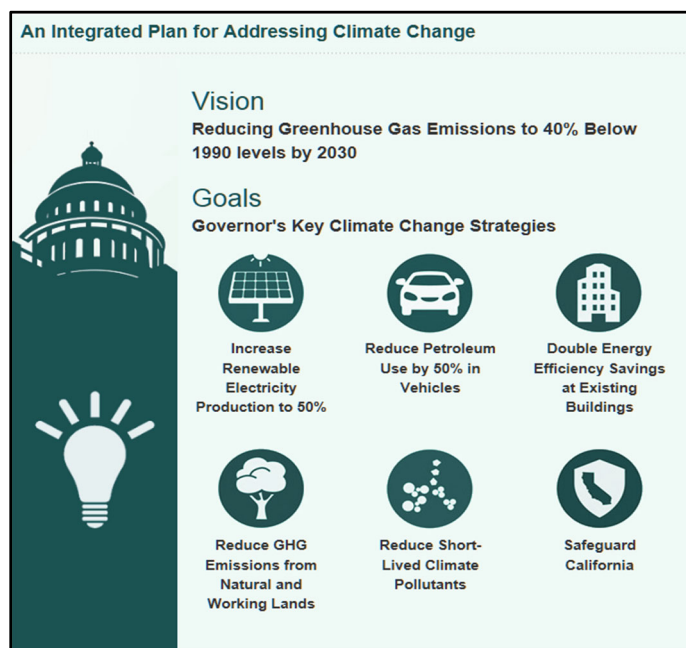 An Integrated Plan for Addressing Climate Change
Vision
Reducing Greenhouse Gas Emissions to 40% Below
1990 levels by 2030
Goals
Governor's Key Climate Change Strategies
Increase
Renewable
Electricity
Production to 50%
Reduce Petroleum
Use by 50% in
Vehicles
Double Energy
Efficiency Savings
at Existing
Buildings
Reduce GHG
Emissions from
Natural and
Working Lands
Reduce Short-
Lived Climate
Pollutants
Safeguard
California